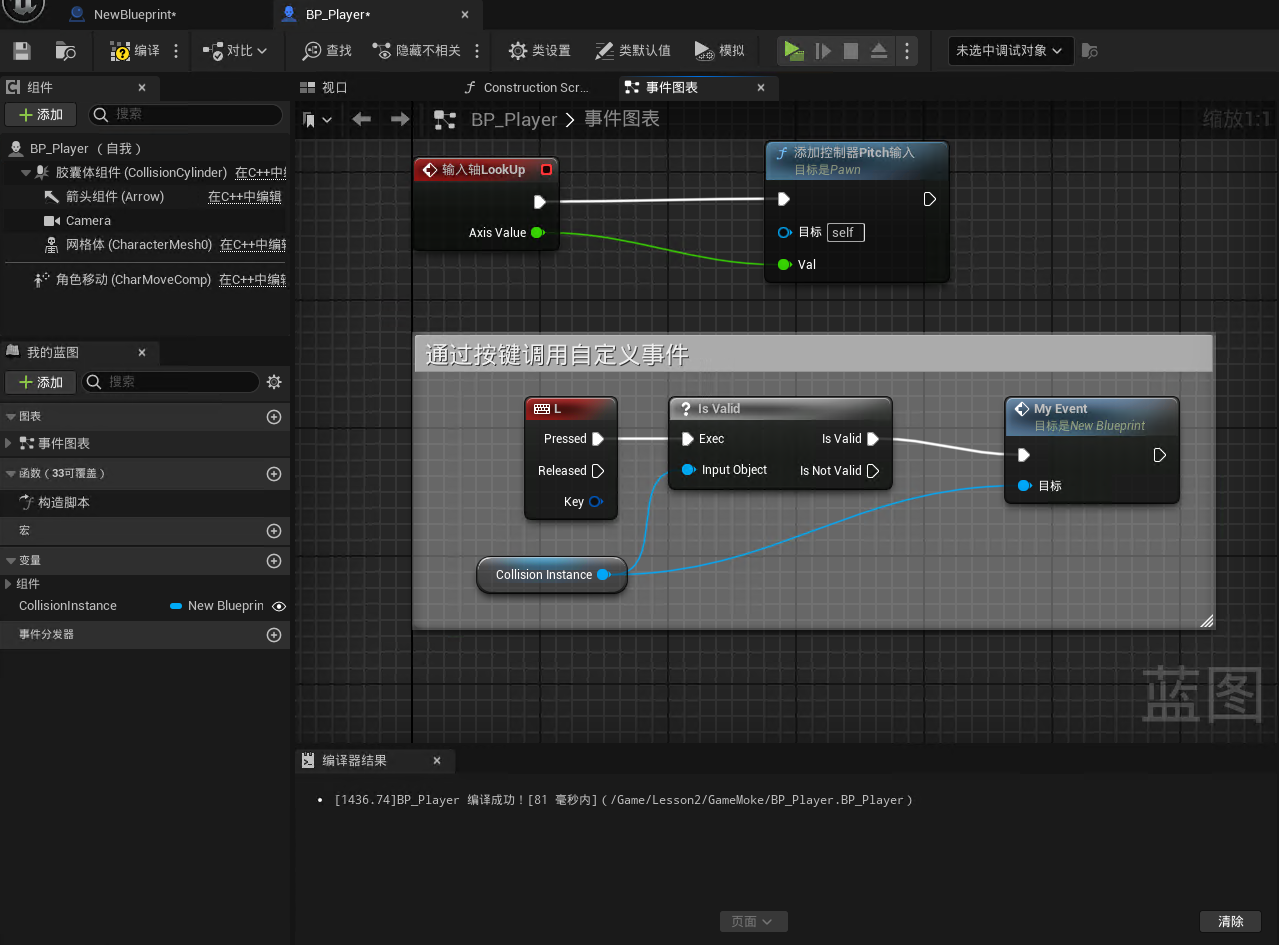 NewBlueprint*
BP_Player*
编译
对比
查找
隐藏不相关
类设置
类默认值
模拟
未选中调试对象
组件
添加
搜索
BP_Player （自我）
胶囊体组件 (CollisionCylinder) 在C++中编
箭头组件 (Arrow) 在C++中编辑
Camera
网格体 (CharacterMesh0) 在C++中编辑
角色移动 (CharMoveComp) 在C++中编辑
我的蓝图
添加
搜索
图表
事件图表
函数（33可覆盖）
构造脚本
宏
变量
组件
CollisionInstance New Blueprin
事件分发器
视口
Construction Scr...
事件图表
BP_Player > 事件图表
缩放1:1
输入轴LookUp
Axis Value
添加控制器Pitch输入
目标是Pawn
目标 self
Val
通过按键调用自定义事件
L
Pressed
Released
Key
Is Valid
Exec Is Valid
Input Object Is Not Valid
My Event
目标是New Blueprint
目标
Collision Instance
蓝图
编译器结果
[1436.74]BP_Player 编译成功！[81 毫秒内]（/Game/Lesson2/GameMoke/BP_Player.BP_Player）
页面
清除